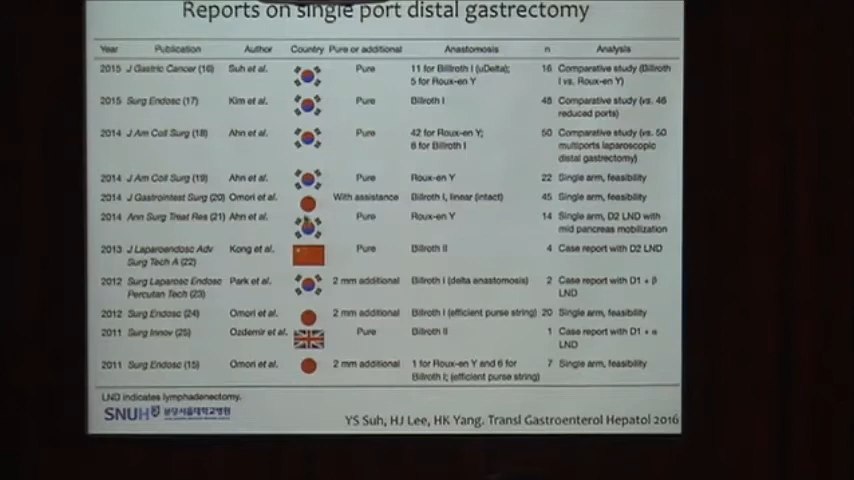 Reports on single port distal gastrectomy
Year Publication Author Country Pure or additional Anastomosis n Analysis
2015 J Gastric Cancer (16) Suh et al. Pure 11 for Billroth I (uDelta); 16 Comparative study (Billroth
5 for Roux-en Y I vs. Roux-en Y)
2015 Surg Endosc (17) Kim et al. Pure Billroth I 48 Comparative study (vs. 46
reduced ports)
2014 J Am Coll Surg (18) Ahn et al. Pure 42 for Roux-en Y; 50 Comparative study (vs. 50
8 for Billroth I multiports laparoscopic
distal gastrectomy)
2014 J Am Coll Surg (19) Ahn et al. Pure Roux-en Y 22 Single arm, feasibility
2014 J Gastrointest Surg (20) Omori et al. With assistance Billroth I, linear (intact) 45 Single arm, feasibility
2014 Ann Surg Treat Res (21) Ahn et al. Pure Roux-en Y 14 Single arm, D2 LND with
mid pancreas mobilization
2013 J Laparoendosc Adv Kong et al. Pure Billroth II 4 Case report with D2 LND
Surg Tech A (22)
2012 Surg Laparosc Endosc Park et al. 2 mm additional Billroth I (delta anastomosis) 2 Case report with D1 + β
Percutan Tech (23) LND
2012 Surg Endosc (24) Omori et al. 2 mm additional Billroth I (efficient purse string) 20 Single arm, feasibility
2011 Surg Innov (25) Ozdemir et al. Pure Billroth II 1 Case report with D1 + α
LND
2011 Surg Endosc (15) Omori et al. 2 mm additional 1 for Roux-en Y and 6 for 7 Single arm, feasibility
Billroth I; (efficient purse string)
LND indicates lymphadenectomy.
SNUH 분당서울대학교병원
YS Suh, HJ Lee, HK Yang. Transl Gastroenterol Hepatol 2016